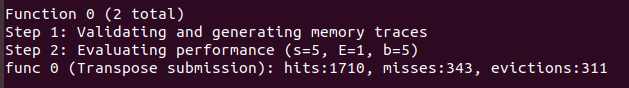 Function 0 (2 total)
Step 1: Validating and generating memory traces
Step 2: Evaluating performance (s=5, E=1, b=5)
func 0 (Transpose submission): hits:1710, misses:343, evictions:311